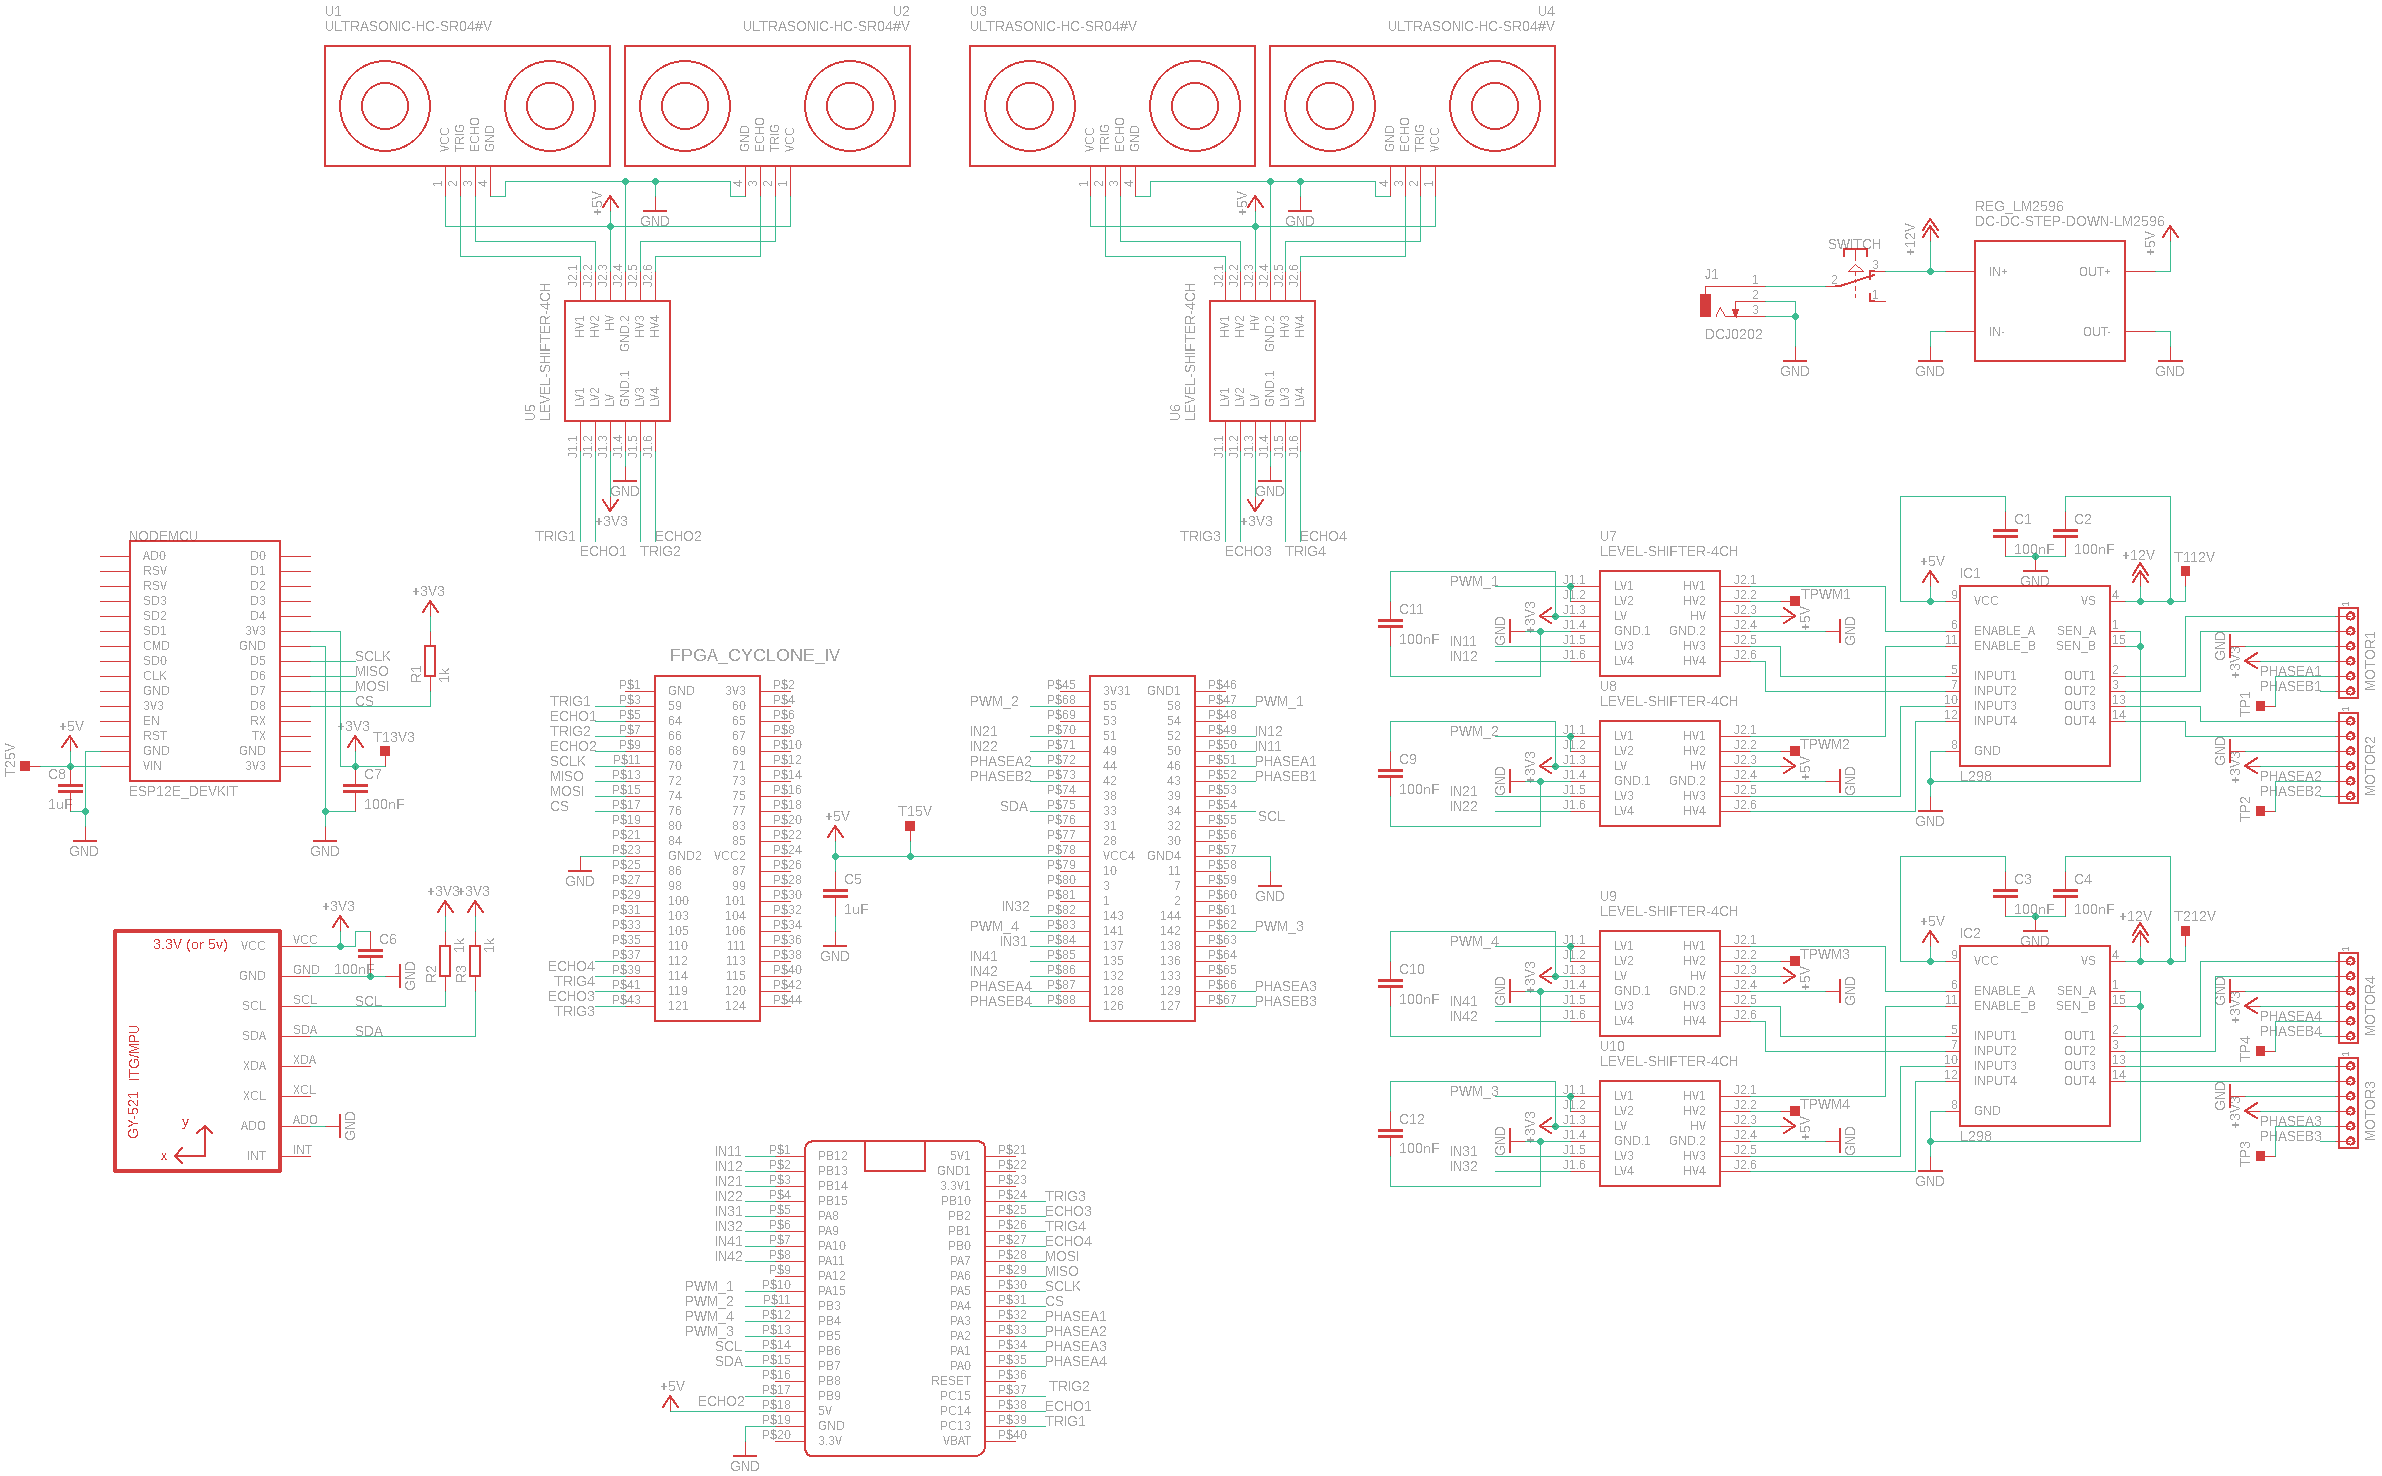 U1
ULTRASONIC-HC-SR04#V
U2
ULTRASONIC-HC-SR04#V
U3
ULTRASONIC-HC-SR04#V
U4
ULTRASONIC-HC-SR04#V
VCC TRIG ECHO GND
1 2 3 4
GND ECHO TRIG VCC
4 3 2 1
VCC TRIG ECHO GND
1 2 3 4
GND ECHO TRIG VCC
4 3 2 1
+5V
GND
+5V
GND
J2.1 J2.2 J2.3 J2.4 J2.5 J2.6
HV1 HV2 HV GND.2 HV3 HV4
LV1 LV2 LV GND.1 LV3 LV4
J1.1 J1.2 J1.3 J1.4 J1.5 J1.6
U5
LEVEL-SHIFTER-4CH
GND
+3V3
TRIG1 ECHO2
ECHO1 TRIG2
J2.1 J2.2 J2.3 J2.4 J2.5 J2.6
HV1 HV2 HV GND.2 HV3 HV4
LV1 LV2 LV GND.1 LV3 LV4
J1.1 J1.2 J1.3 J1.4 J1.5 J1.6
U6
LEVEL-SHIFTER-4CH
GND
+3V3
TRIG3 ECHO4
ECHO3 TRIG4
J1
DCJ0202
1
2
3
GND
SWITCH
2
3
1
+12V
REG_LM2596
DC-DC-STEP-DOWN-LM2596
IN+ OUT+
IN- OUT-
+5V
GND
GND
NODEMCU
AD0 D0
RSV D1
RSV D2
SD3 D3
SD2 D4
SD1 3V3
CMD GND
SD0 D5 SCLK
CLK D6 MISO
GND D7 MOSI
3V3 D8 CS
EN RX
RST TX
GND GND
VIN 3V3
ESP12E_DEVKIT
T25V
+5V
C8
1uF
GND
+3V3
R1
1k
+3V3
T13V3
C7
100nF
GND
3.3V (or 5v)
GY-521 ITG/MPU
y
x
VCC VCC
GND GND
SCL SCL SCL
SDA SDA SDA
XDA XDA
XCL XCL
ADO ADO
INT INT
+3V3
C6
100nF
GND
GND
+3V3 +3V3
R2 1k
R3 1k
FPGA_CYCLONE_IV
P$1 GND 3V3 P$2
TRIG1 P$3 59 60 P$4
ECHO1 P$5 64 65 P$6
TRIG2 P$7 66 67 P$8
ECHO2 P$9 68 69 P$10
SCLK P$11 70 71 P$12
MISO P$13 72 73 P$14
MOSI P$15 74 75 P$16
CS P$17 76 77 P$18
P$19 80 83 P$20
P$21 84 85 P$22
P$23 GND2 VCC2 P$24
P$25 86 87 P$26
P$27 98 99 P$28
P$29 100 101 P$30
P$31 103 104 P$32
P$33 105 106 P$34
P$35 110 111 P$36
P$37 112 113 P$38
ECHO4 P$39 114 115 P$40
TRIG4 P$41 119 120 P$42
ECHO3 P$43 121 124 P$44
TRIG3
GND
+5V
T15V
C5
1uF
GND
P$45 3V31 GND1 P$46
PWM_2 P$68 55 58 P$47 PWM_1
P$69 53 54 P$48
IN21 P$70 51 52 P$49 IN12
IN22 P$71 49 50 P$50 IN11
PHASEA2 P$72 44 46 P$51 PHASEA1
PHASEB2 P$73 42 43 P$52 PHASEB1
P$74 38 39 P$53
SDA P$75 33 34 P$54 SCL
P$76 31 32 P$55
P$77 28 30 P$56
P$78 VCC4 GND4 P$57
P$79 10 11 P$58
P$80 3 7 P$59
P$81 1 2 P$60
IN32 P$82 143 144 P$61
PWM_4 P$83 141 142 P$62 PWM_3
IN31 P$84 137 138 P$63
IN41 P$85 135 136 P$64
IN42 P$86 132 133 P$65
PHASEA4 P$87 128 129 P$66 PHASEA3
PHASEB4 P$88 126 127 P$67 PHASEB3
GND
IN11 P$1 PB12 5V1 P$21
IN12 P$2 PB13 GND1 P$22
IN21 P$3 PB14 3.3V1 P$23
IN22 P$4 PB15 PB10 P$24 TRIG3
IN31 P$5 PA8 PB2 P$25 ECHO3
IN32 P$6 PA9 PB1 P$26 TRIG4
IN41 P$7 PA10 PB0 P$27 ECHO4
IN42 P$8 PA11 PA7 P$28 MOSI
P$9 PA12 PA6 P$29 MISO
PWM_1 P$10 PA15 PA5 P$30 SCLK
PWM_2 P$11 PB3 PA4 P$31 CS
PWM_4 P$12 PB4 PA3 P$32 PHASEA1
PWM_3 P$13 PB5 PA2 P$33 PHASEA2
SCL P$14 PB6 PA1 P$34 PHASEA3
SDA P$15 PB7 PA0 P$35 PHASEA4
P$16 PB8 RESET P$36
P$17 PB9 PC15 P$37 TRIG2
ECHO2 P$18 5V PC14 P$38 ECHO1
P$19 GND PC13 P$39 TRIG1
P$20 3.3V VBAT P$40
+5V
GND
U7
LEVEL-SHIFTER-4CH
PWM_1 J1.1 LV1 HV1 J2.1
J1.2 LV2 HV2 J2.2 TPWM1
+3V3 J1.3 LV HV J2.3 +5V
GND J1.4 GND.1 GND.2 J2.4 GND
IN11 J1.5 LV3 HV3 J2.5
IN12 J1.6 LV4 HV4 J2.6
C11
100nF
U8
LEVEL-SHIFTER-4CH
PWM_2 J1.1 LV1 HV1 J2.1
J1.2 LV2 HV2 J2.2 TPWM2
+3V3 J1.3 LV HV J2.3 +5V
GND J1.4 GND.1 GND.2 J2.4 GND
IN21 J1.5 LV3 HV3 J2.5
IN22 J1.6 LV4 HV4 J2.6
C9
100nF
U9
LEVEL-SHIFTER-4CH
PWM_4 J1.1 LV1 HV1 J2.1
J1.2 LV2 HV2 J2.2 TPWM3
+3V3 J1.3 LV HV J2.3 +5V
GND J1.4 GND.1 GND.2 J2.4 GND
IN41 J1.5 LV3 HV3 J2.5
IN42 J1.6 LV4 HV4 J2.6
C10
100nF
U10
LEVEL-SHIFTER-4CH
PWM_3 J1.1 LV1 HV1 J2.1
J1.2 LV2 HV2 J2.2 TPWM4
+3V3 J1.3 LV HV J2.3 +5V
GND J1.4 GND.1 GND.2 J2.4 GND
IN31 J1.5 LV3 HV3 J2.5
IN32 J1.6 LV4 HV4 J2.6
C12
100nF
C1 C2
100nF 100nF
GND
+5V
+12V T112V
IC1
9 VCC VS 4
6 ENABLE_A SEN_A 1
11 ENABLE_B SEN_B 15
5 INPUT1 OUT1 2
7 INPUT2 OUT2 3
10 INPUT3 OUT3 13
12 INPUT4 OUT4 14
8 GND
L298
GND
1
MOTOR1
GND
+3V3
PHASEA1
PHASEB1
TP1
1
MOTOR2
GND
+3V3
PHASEA2
PHASEB2
TP2
C3 C4
100nF 100nF
GND
+5V
+12V T212V
IC2
9 VCC VS 4
6 ENABLE_A SEN_A 1
11 ENABLE_B SEN_B 15
5 INPUT1 OUT1 2
7 INPUT2 OUT2 3
10 INPUT3 OUT3 13
12 INPUT4 OUT4 14
8 GND
L298
GND
1
MOTOR4
GND
+3V3
PHASEA4
PHASEB4
TP4
1
MOTOR3
GND
+3V3
PHASEA3
PHASEB3
TP3